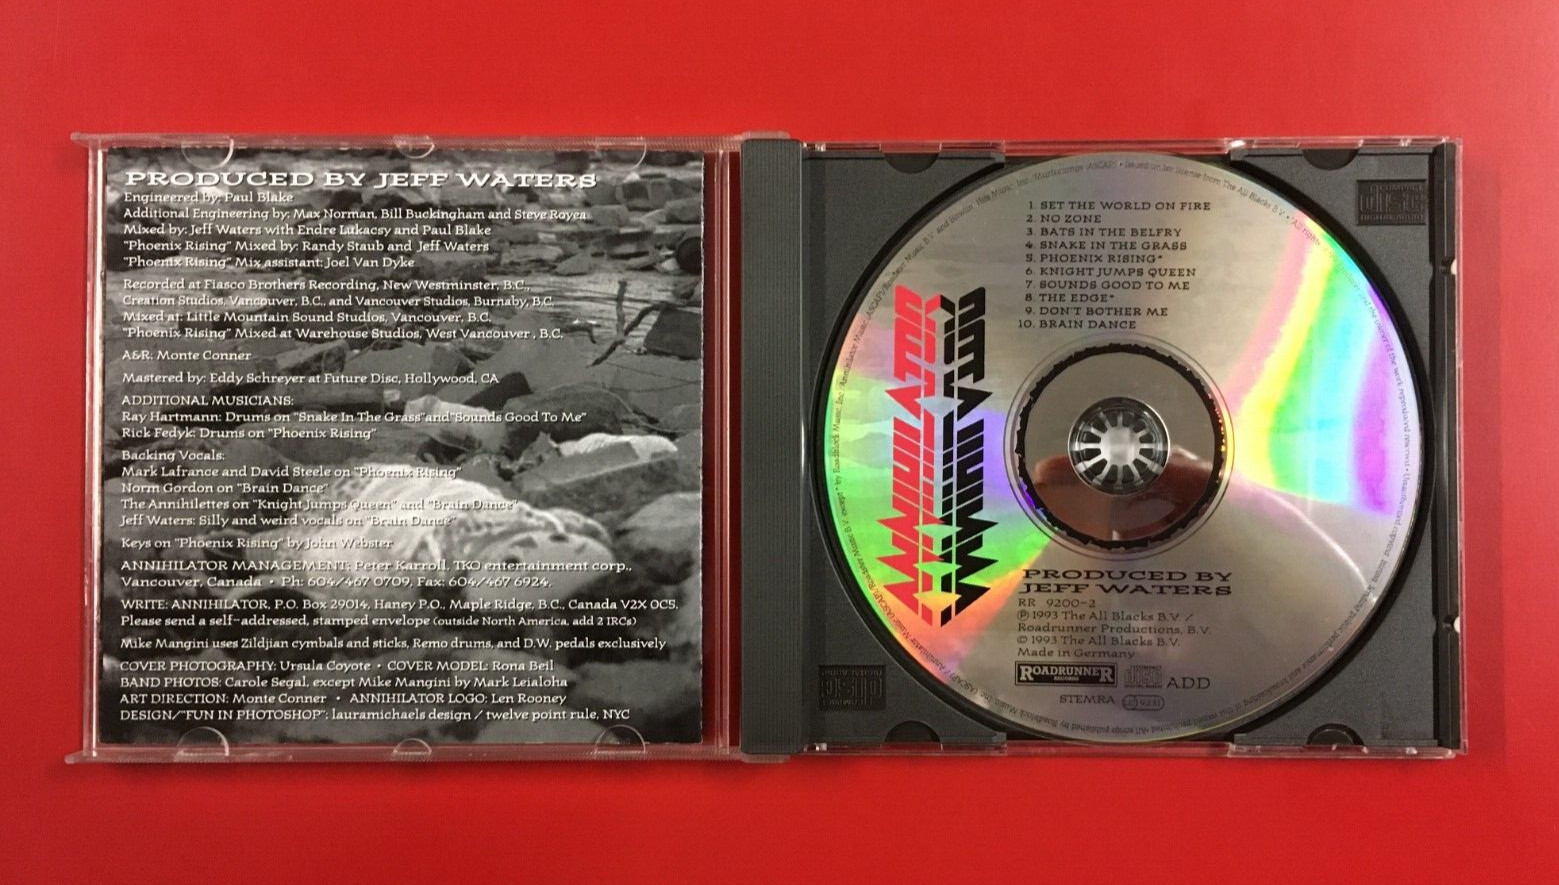 PRODUCED BY JEFF WATERS
Engineered by: Paul Blake
Additional Engineering by: Max Norman, Bill Buckingham and Steve Royea
Mixed by: Jeff Waters with Endre Lukacsy and Paul Blake
"Phoenix Rising" Mixed by: Randy Staub and Jeff Waters
"Phoenix Rising" Mix assistant: Joel Van Dyke
Recorded at Fiasco Brothers Recording, New Westminster, B.C.,
Creation Studios, Vancouver, B.C., and Vancouver Studios, Burnaby, B.C.
Mixed at: Little Mountain Sound Studios, Vancouver, B.C.
"Phoenix Rising" Mixed at Warehouse Studios, West Vancouver , B.C.
A&R: Monte Conner
Mastered by: Eddy Schreyer at Future Disc, Hollywood, CA
ADDITIONAL MUSICIANS:
Ray Hartmann: Drums on "Snake In The Grass"and"Sounds Good To Me"
Rick Fedyk: Drums on "Phoenix Rising"
Backing Vocals:
Mark Lafrance and David Steele on "Phoenix Rising"
Norm Gordon on "Brain Dance"
The Annihilettes on "Knight Jumps Queen" and "Brain Dance"
Jeff Waters: Silly and weird vocals on "Brain Dance"
Keys on "Phoenix Rising" by John Webster
ANNIHILATOR MANAGEMENT: Peter Karroll, TKO entertainment corp.,
Vancouver, Canada • Ph: 604/467 0709, Fax: 604/467 6924,
WRITE: ANNIHILATOR, P.O. Box 29014, Haney P.O., Maple Ridge, B.C., Canada V2X 0C5.
Please send a self-addressed, stamped envelope (outside North America, add 2 IRCs)
Mike Mangini uses Zildjian cymbals and sticks, Remo drums, and D.W. pedals exclusively
COVER PHOTOGRAPHY: Ursula Coyote • COVER MODEL: Rona Beil
BAND PHOTOS: Carole Segal, except Mike Mangini by Mark Leialoha
ART DIRECTION: Monte Conner • ANNIHILATOR LOGO: Len Rooney
DESIGN/"FUN IN PHOTOSHOP": lauramichaels design / twelve point rule, NYC
1. SET THE WORLD ON FIRE
2. NO ZONE
3. BATS IN THE BELFRY
4. SNAKE IN THE GRASS
5. PHOENIX RISING*
6. KNIGHT JUMPS QUEEN
7. SOUNDS GOOD TO ME
8. THE EDGE*
9. DON'T BOTHER ME
10. BRAIN DANCE
ANNIHILATOR
PRODUCED BY
JEFF WATERS
RR 9200-2
℗ 1993 The All Blacks B.V. /
Roadrunner Productions, B.V.
© 1993 The All Blacks B.V.
Made in Germany
ROADRUNNER
RECORDS
COMPACT
disc
DIGITAL AUDIO
ADD
STEMRA
LC 9231
COMPACT
disc
COMPACT
disc
DIGITAL AUDIO